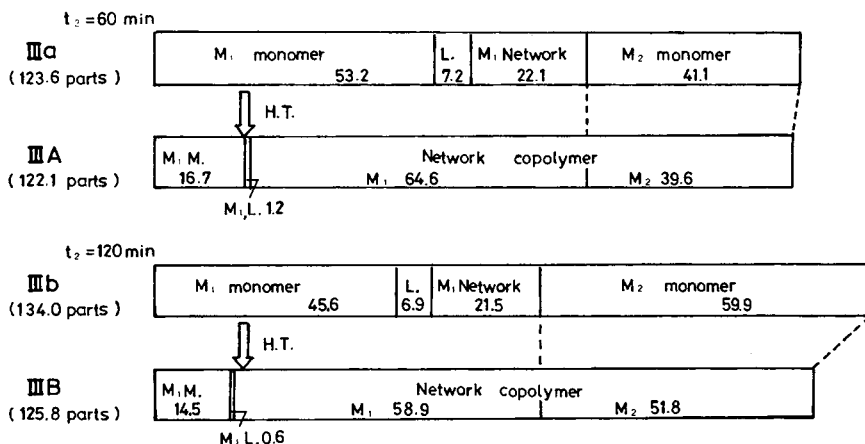 t₂=60 min
IIIa
(123.6 parts)
M₁ monomer
53.2
L.
7.2
M₁ Network
22.1
M₂ monomer
41.1
H.T.
IIIA
(122.1 parts)
M₁M.
16.7
Network copolymer
M₁ 64.6
M₂ 39.6
M₁,L. 1.2
t₂=120 min
IIIb
(134.0 parts)
M₁ monomer
45.6
L.
6.9
M₁ Network
21.5
M₂ monomer
59.9
H.T.
IIIB
(125.8 parts)
M₁M.
14.5
Network copolymer
M₁ 58.9
M₂ 51.8
M₁L.0.6